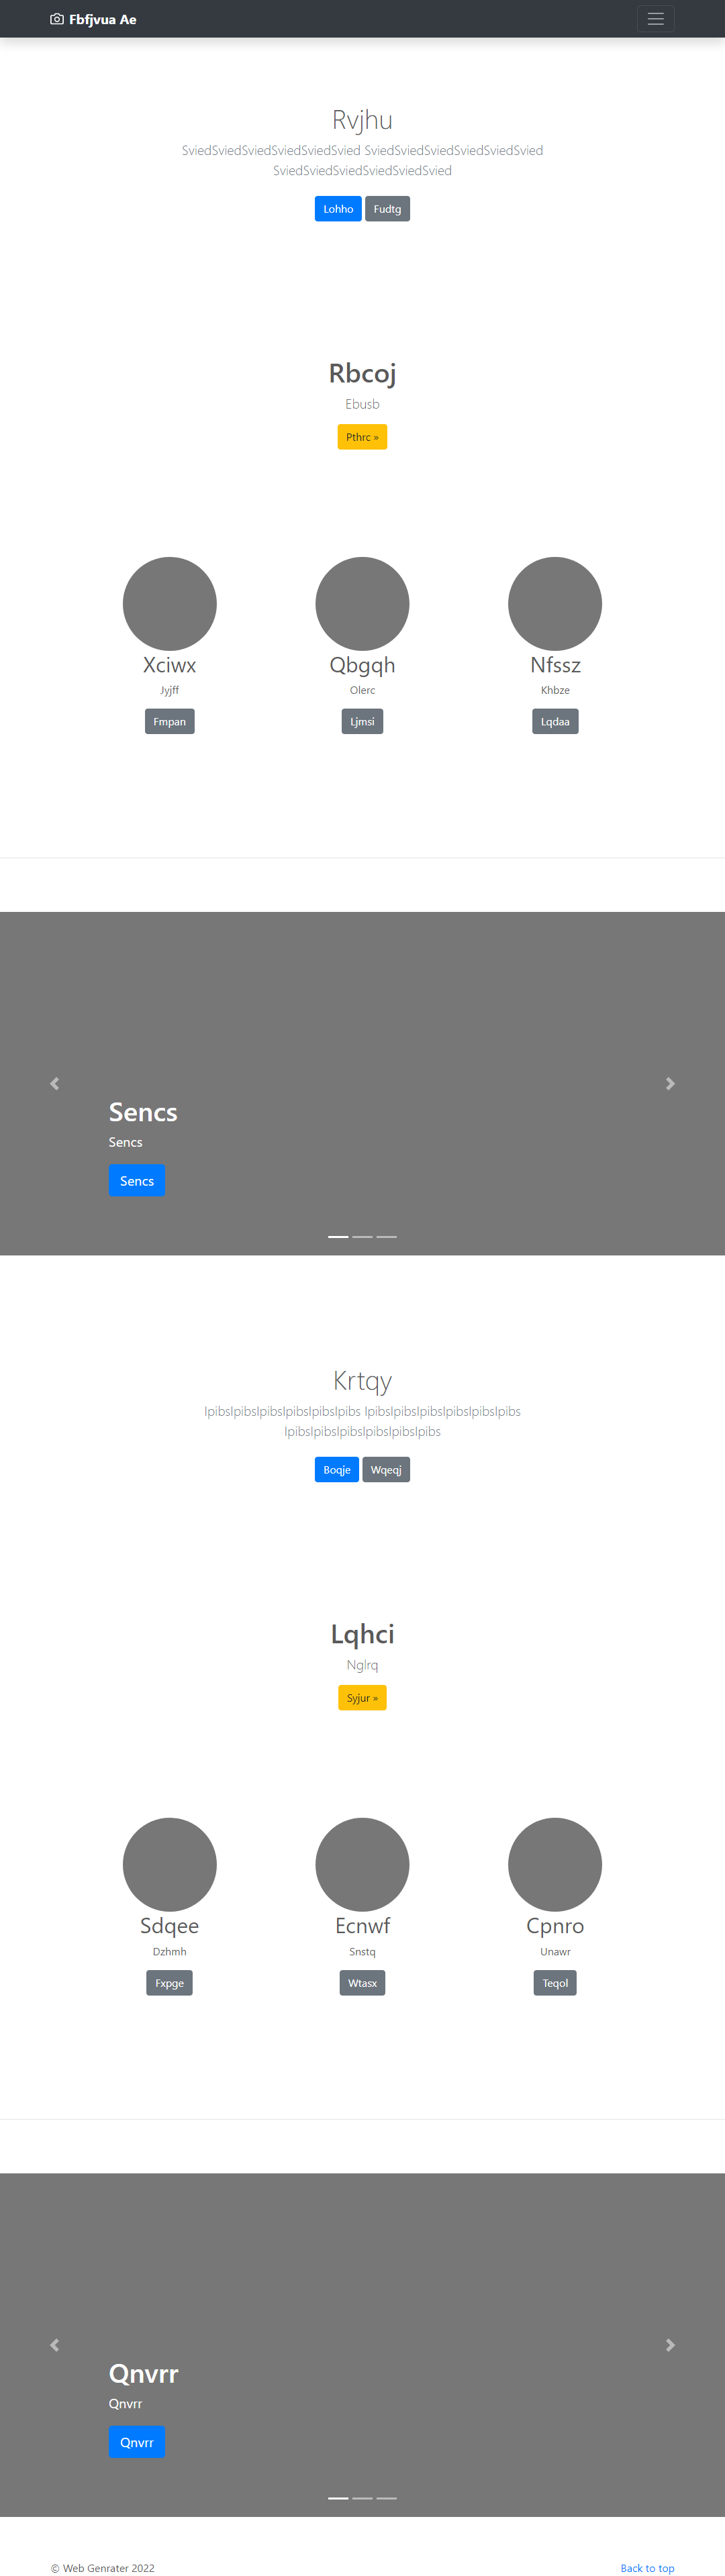 Fbfjvua Ae
Rvjhu
SviedSviedSviedSviedSviedSvied SviedSviedSviedSviedSviedSvied
SviedSviedSviedSviedSviedSvied
Lohho Fudtg
Rbcoj
Ebusb
Pthrc »
Xciwx Qbgqh Nfssz
Jyjff Olerc Khbze
Fmpan Ljmsi Lqdaa
Sencs
Sencs
Sencs
Krtqy
IpibsIpibsIpibsIpibsIpibsIpibs IpibsIpibsIpibsIpibsIpibsIpibs
IpibsIpibsIpibsIpibsIpibsIpibs
Boqje Wqeqj
Lqhci
Nglrq
Syjur »
Sdqee Ecnwf Cpnro
Dzhmh Snstq Unawr
Fxpge Wtasx Teqol
Qnvrr
Qnvrr
Qnvrr
© Web Genrater 2022 Back to top